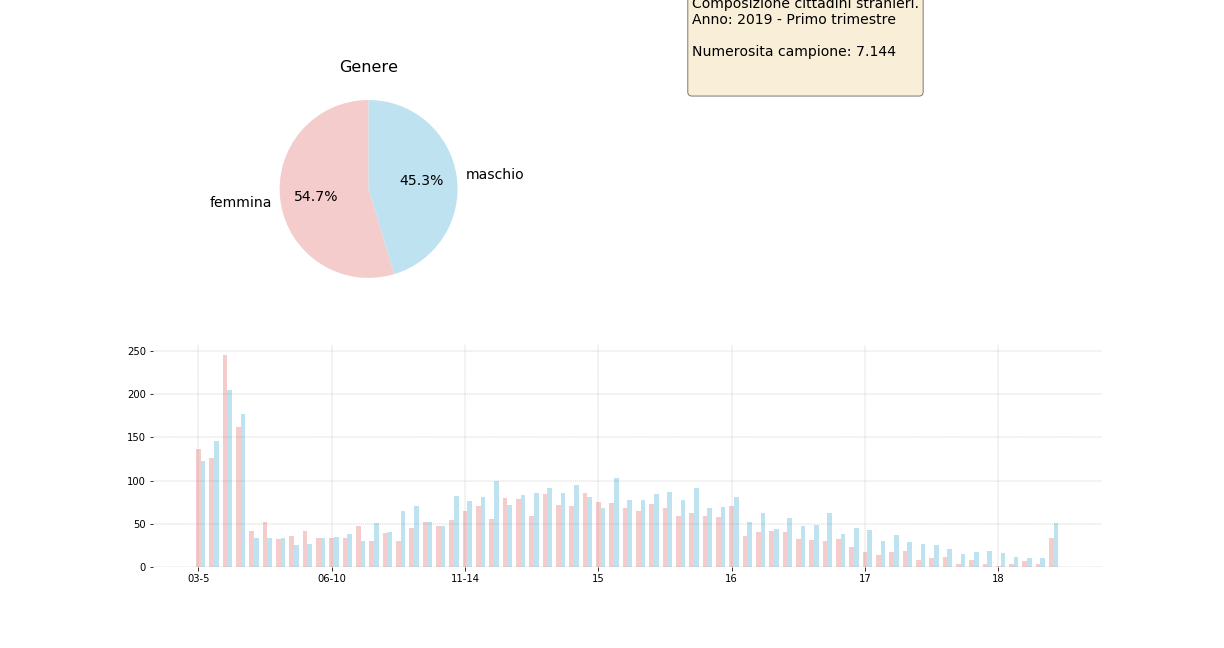 Composizione cittadini stranieri.
Anno: 2019 - Primo trimestre
Numerosita campione: 7.144
Genere
maschio
45.3%
54.7%
femmina
250
200
150
100
50
0
03-5 06-10 11-14 15 16 17 18